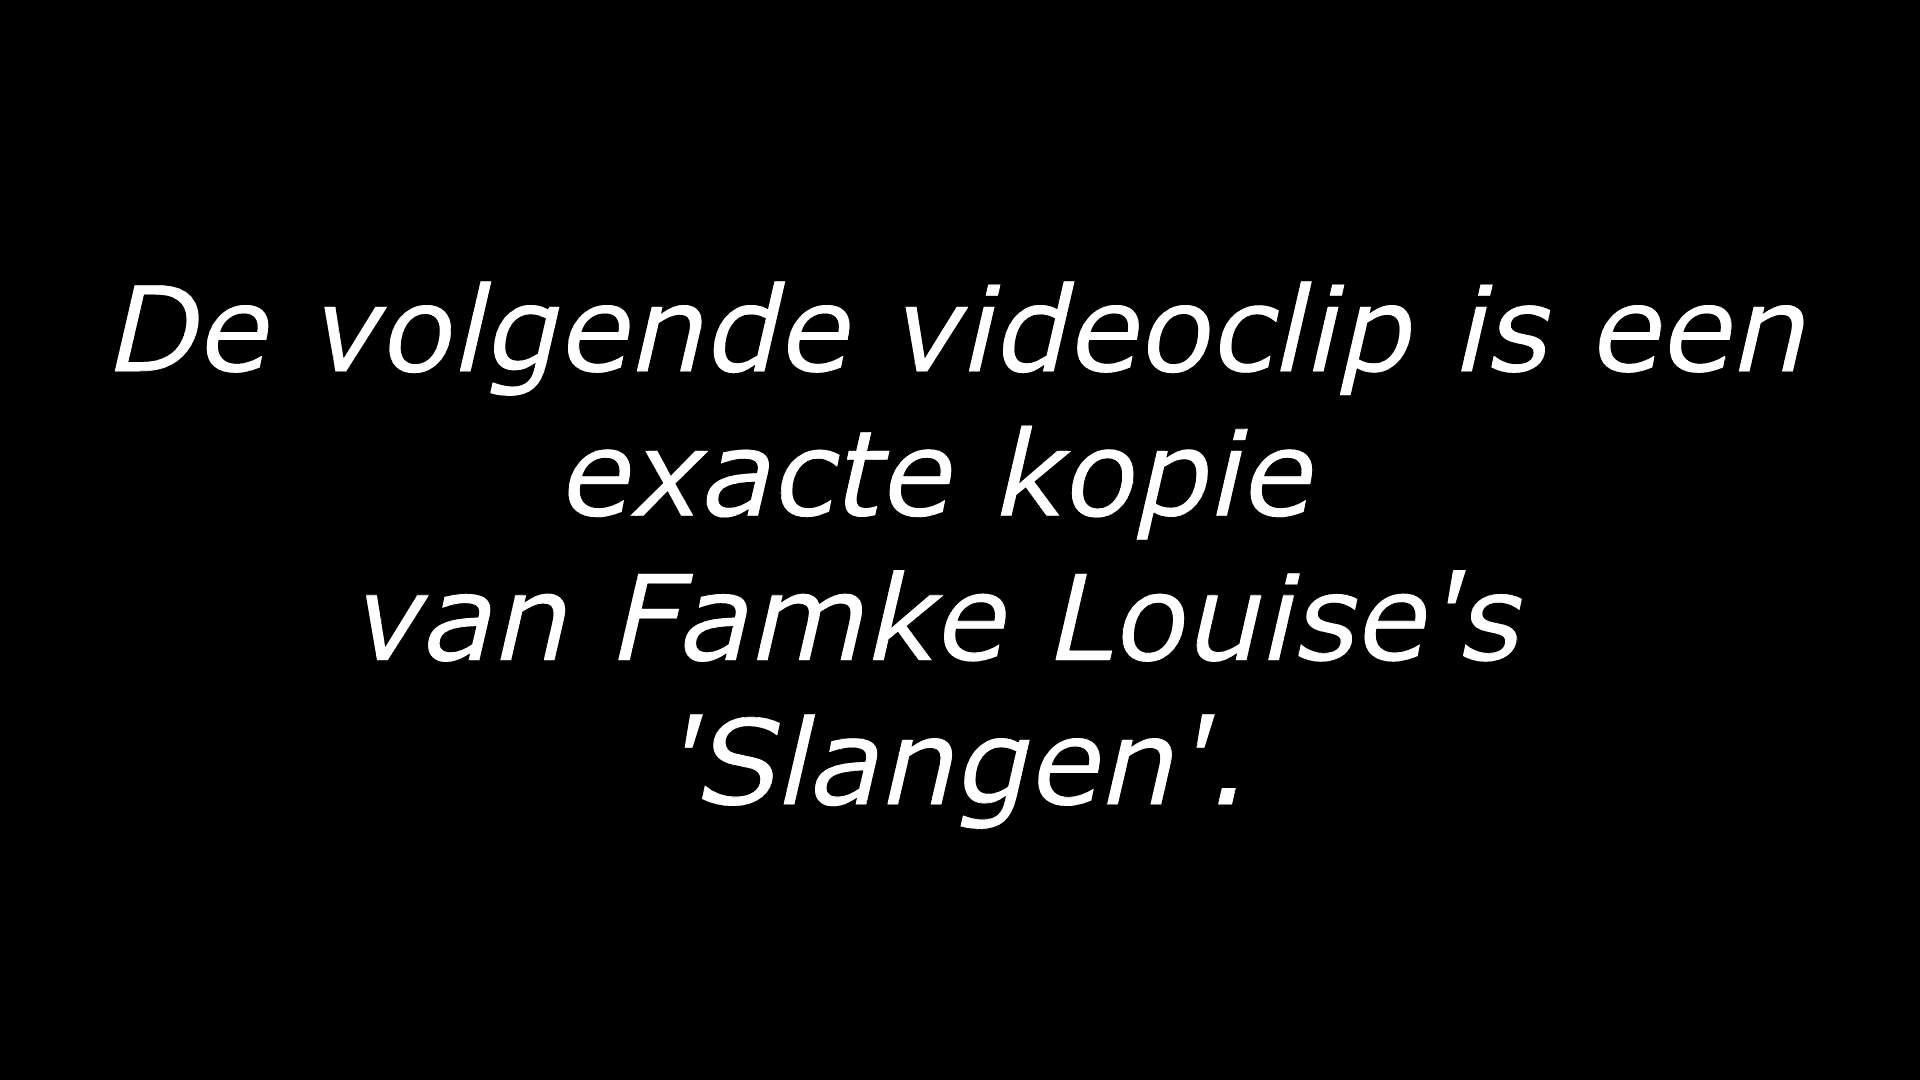 De volgende videoclip is een
exacte kopie
van Famke Louise's
'Slangen'.